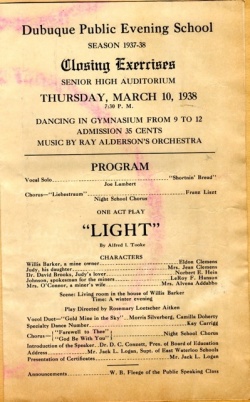 Dubuque Public Evening School
SEASON 1937-38
Closing Exercises
SENIOR HIGH AUDITORIUM
THURSDAY, MARCH 10, 1938
7:30 P. M.
DANCING IN GYMNASIUM FROM 9 TO 12
ADMISSION 35 CENTS
MUSIC BY RAY ALDERSON'S ORCHESTRA
PROGRAM
Vocal Solo "Shortnin' Bread"
Joe Lambert
Chorus—"Liebestraum" Franz Liszt
Night School Chorus
ONE ACT PLAY
"LIGHT"
By Alfred I. Tooke
CHARACTERS
Willis Barker, a mine owner Eldon Clemens
Judy, his daughter Mrs. Jean Clemens
Dr. David Brooks, Judy's lover Norbert E. Hein
Johnson, spokesman for the miners LeRoy F. Hanson
Mrs. O'Connor, a miner's wife Mrs. Alvena Addabbo
Scene: Living room in the house of Willis Barker
Time: A winter evening
Play Directed by Rosemary Loetscher Aitken
Vocal Duet—"Gold Mine in the Sky" Morris Silverburg, Camilla Doherty
Specialty Dance Number Kay Carrigg
Chorus— "Farewell to Thee" Night School Chorus
"God Be With You"
Introduction of the Speaker Dr. D. C. Connett, Pres. of Board of Education
Address Mr. Jack L. Logan, Supt. of East Waterloo Schools
Presentation of Certificates Mr. Jack L. Logan
Announcements W. B. Flenge of the Public Speaking Class